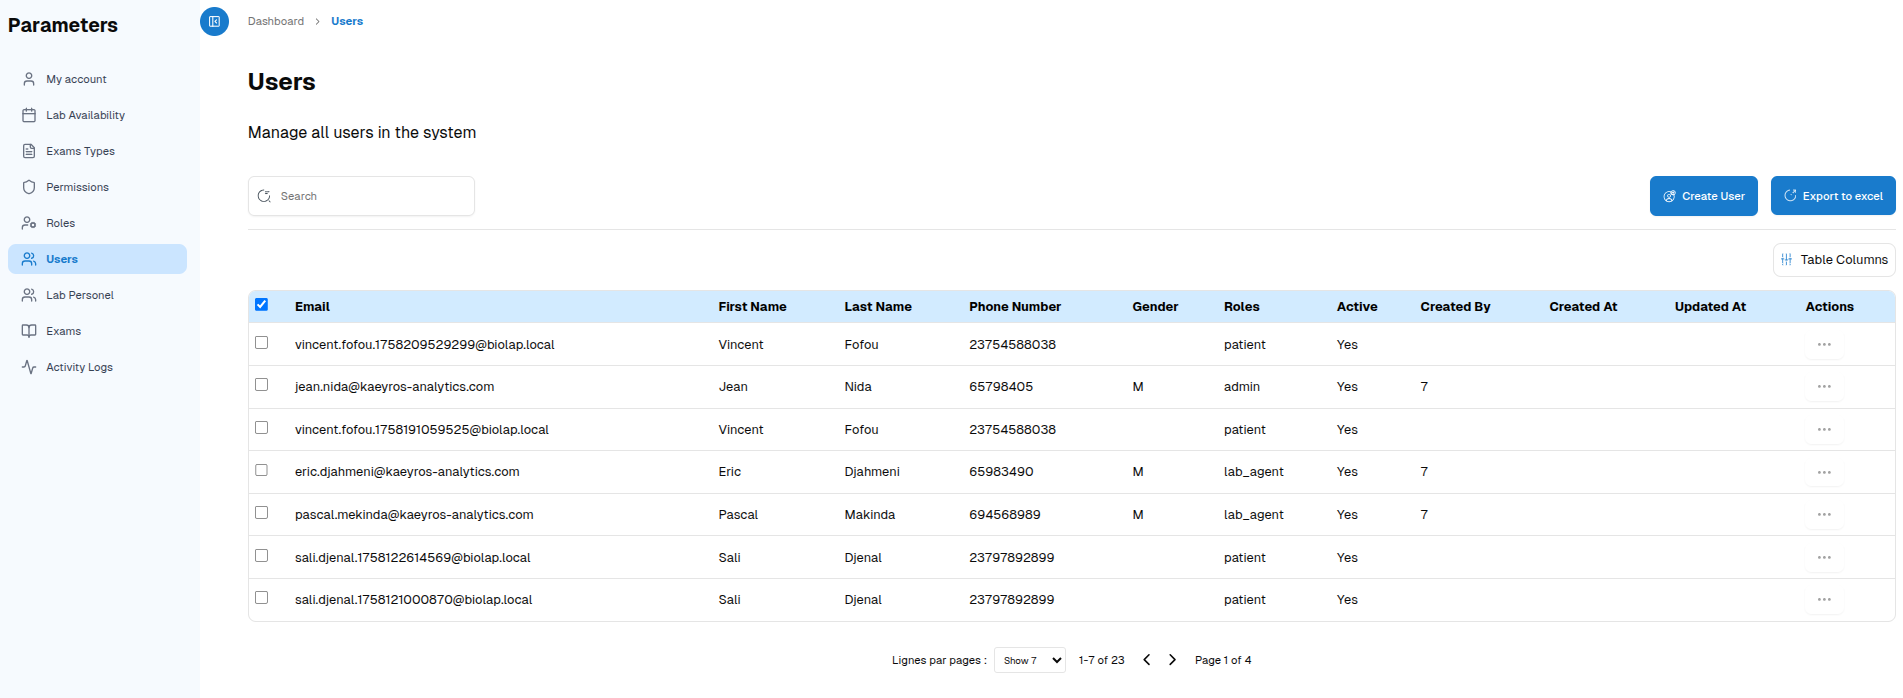 Parameters
My account
Lab Availability
Exams Types
Permissions
Roles
Users
Lab Personel
Exams
Activity Logs
Dashboard > Users
Users
Manage all users in the system
Search
Create User
Export to excel
Table Columns
Email First Name Last Name Phone Number Gender Roles Active Created By Created At Updated At Actions
vincent.fofou.1758209529299@biolap.local Vincent Fofou 23754588038 patient Yes ...
jean.nida@kaeyros-analytics.com Jean Nida 65798405 M admin Yes 7 ...
vincent.fofou.1758191059525@biolap.local Vincent Fofou 23754588038 patient Yes ...
eric.djahmeni@kaeyros-analytics.com Eric Djahmeni 65983490 M lab_agent Yes 7 ...
pascal.mekinda@kaeyros-analytics.com Pascal Makinda 694568989 M lab_agent Yes 7 ...
sali.djenal.1758122614569@biolap.local Sali Djenal 23797892899 patient Yes ...
sali.djenal.1758121000870@biolap.local Sali Djenal 23797892899 patient Yes ...
Lignes par pages : Show 7 1-7 of 23 < > Page 1 of 4